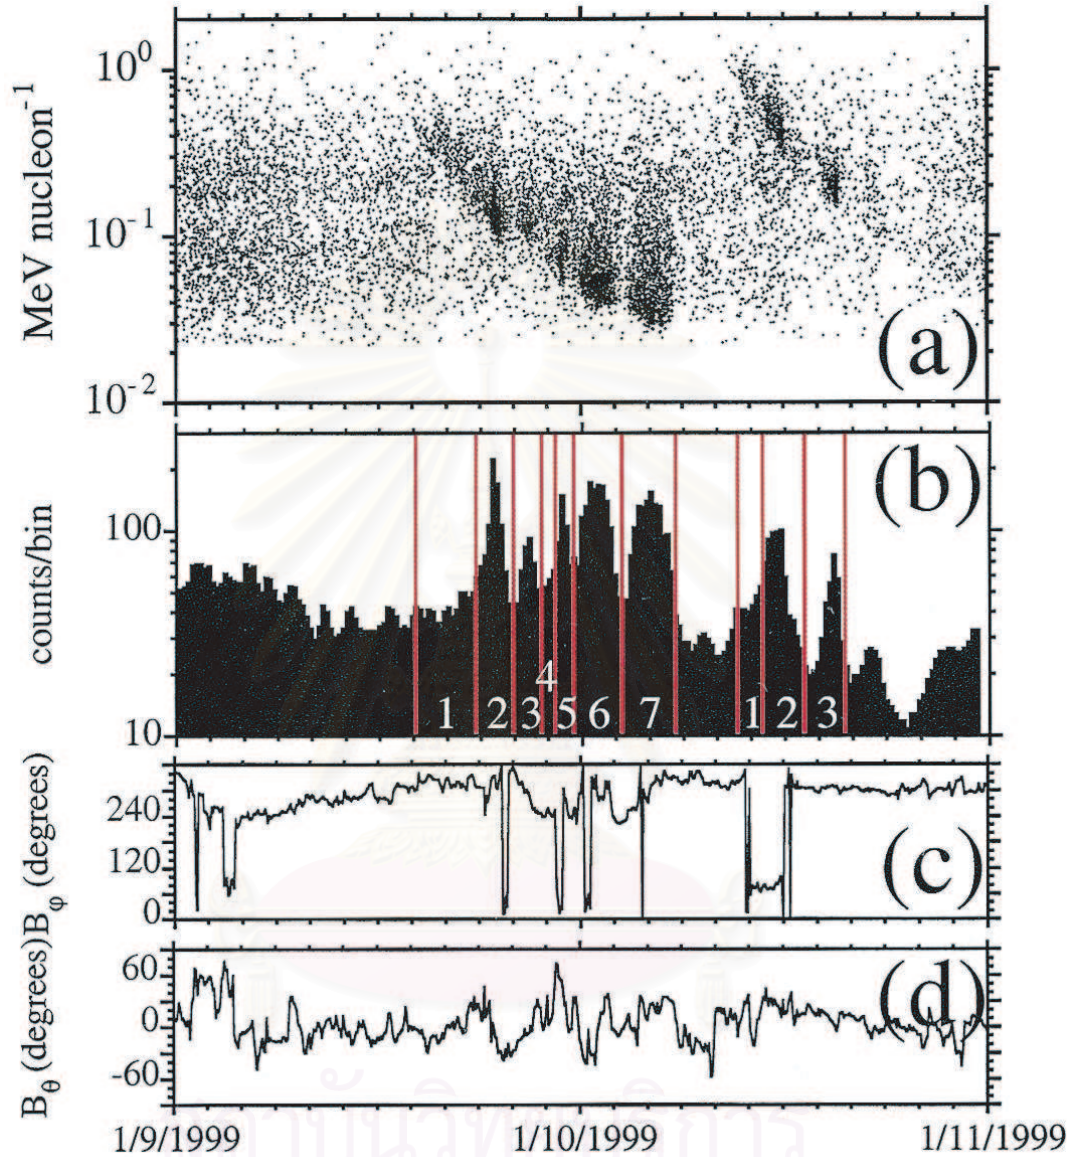 MeV nucleon⁻¹
10⁰
10⁻¹
10⁻²
(a)
counts/bin
100
10
(b)
1 2 3 4 5 6 7 1 2 3
B_φ (degrees)
240
120
0
(c)
B_θ (degrees)
60
0
-60
(d)
1/9/1999 1/10/1999 1/11/1999